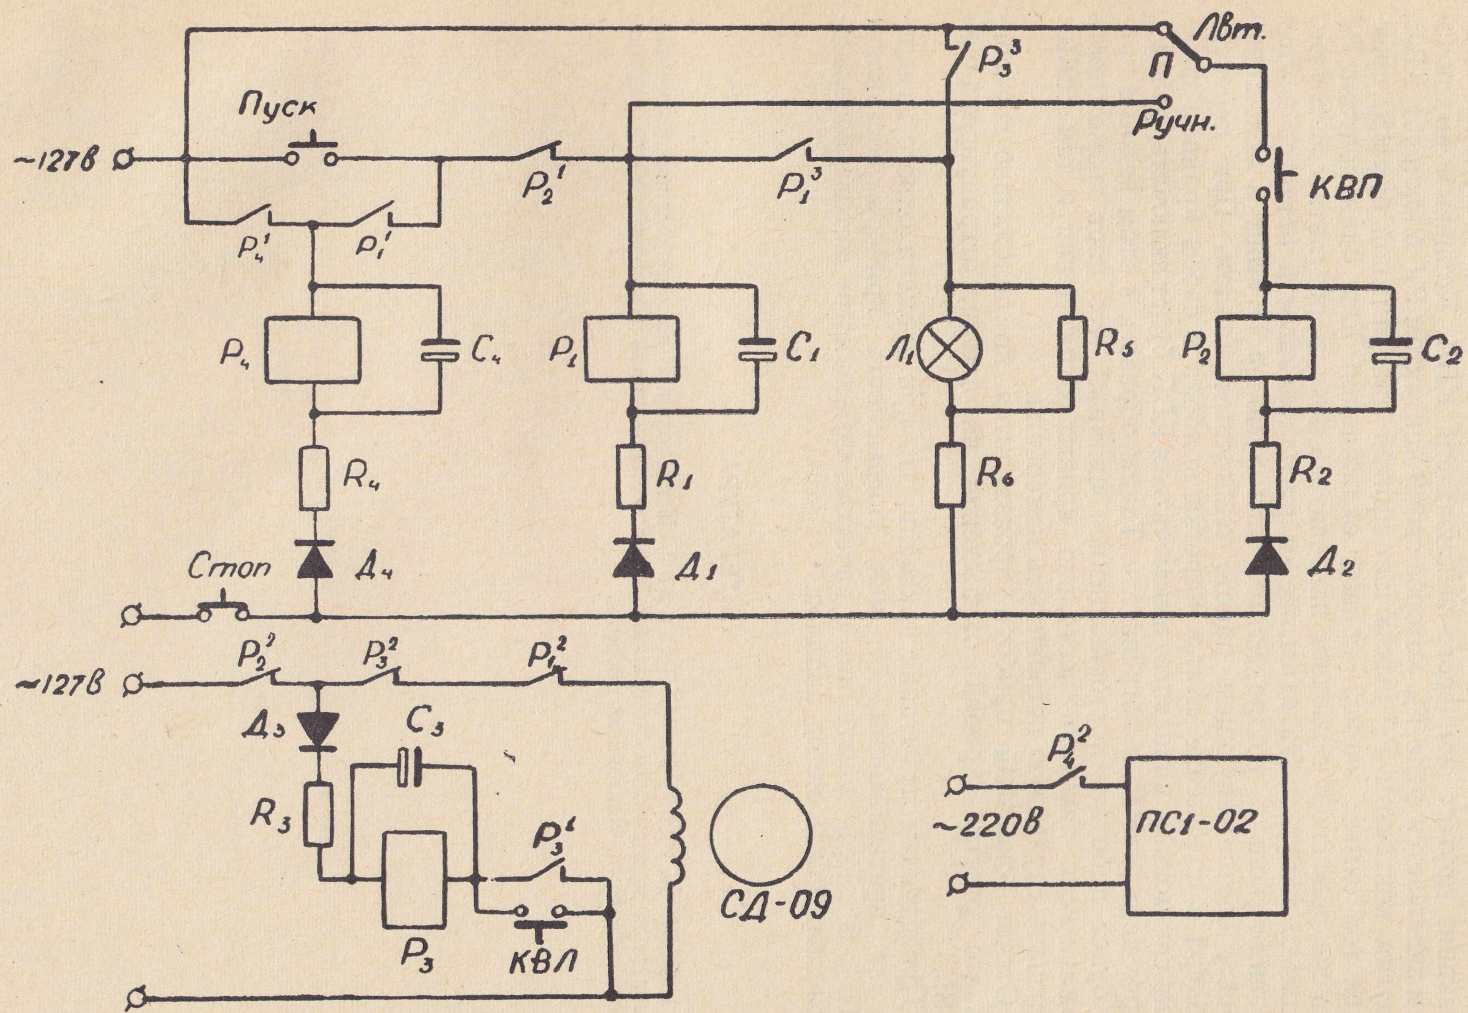 Авт.
P₃³
П
Пуск
Ручн.
~127в
P₂¹
P₁³
КВП
P₄¹
P₁¹
P₄
C₄
P₁
C₁
Л₁
R₅
P₂
C₂
R₄
R₁
R₆
R₂
Стоп
Д₄
Д₁
Д₂
P₂²
P₃²
P₁²
~127в
Д₃
C₃
P₄²
R₃
P₃¹
~220в
ПС1-02
СД-09
P₃
КВЛ